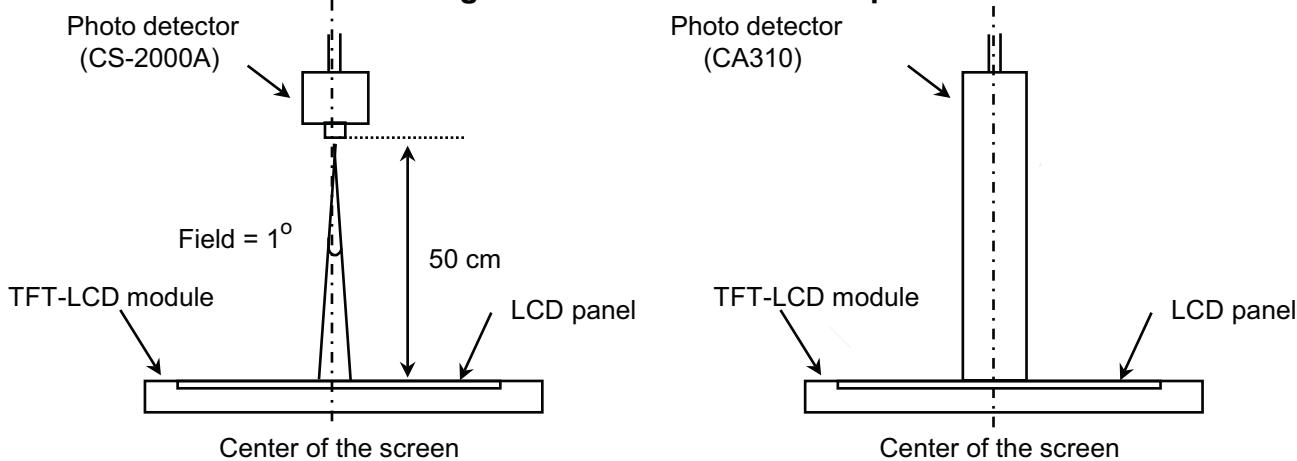 Photo detector
(CS-2000A)
Field = 1°
50 cm
TFT-LCD module
LCD panel
Center of the screen
Photo detector
(CA310)
TFT-LCD module
LCD panel
Center of the screen